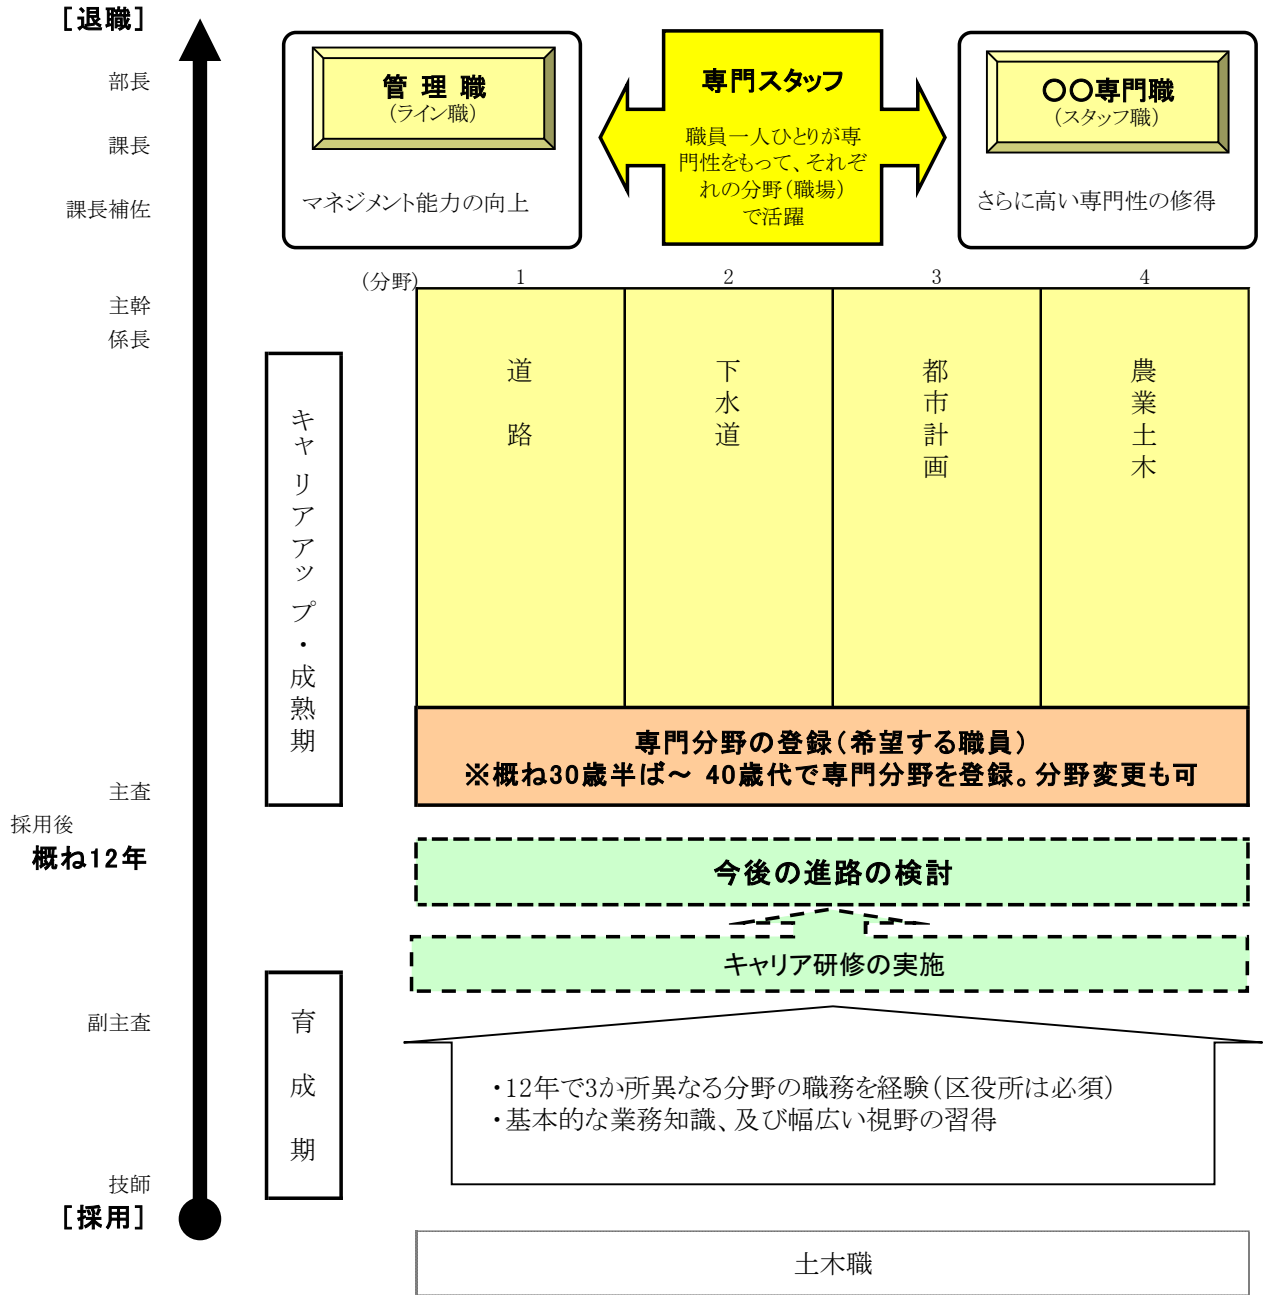 ［退職］
部長
課長
課長補佐
主幹
係長
主査
採用後
概ね12年
副主査
技師
［採用］
管 理 職
（ライン職）
マネジメント能力の向上
専門スタッフ
職員一人ひとりが専
門性をもって、それぞ
れの分野（職場）
で活躍
○○専門職
（スタッフ職）
さらに高い専門性の修得
（分野）
1
2
3
4
道路
下水道
都市計画
農業土木
キャリアアップ・成熟期
専門分野の登録（希望する職員）
※概ね30歳半ば～ 40歳代で専門分野を登録。分野変更も可
今後の進路の検討
キャリア研修の実施
育成期
・12年で3か所異なる分野の職務を経験（区役所は必須）
・基本的な業務知識、及び幅広い視野の習得
土木職